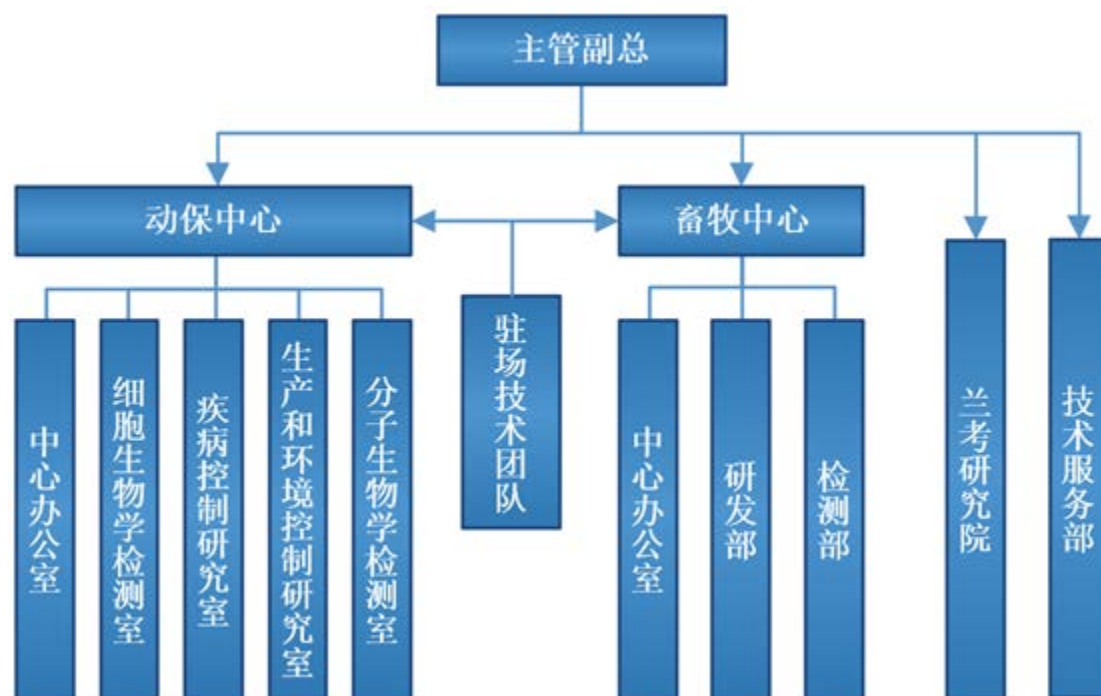 主管副总
动保中心
畜牧中心
中心办公室
细胞生物学检测室
疾病控制研究室
生产和环境控制研究室
分子生物学检测室
驻场技术团队
中心办公室
研发部
检测部
兰考研究院
技术服务部